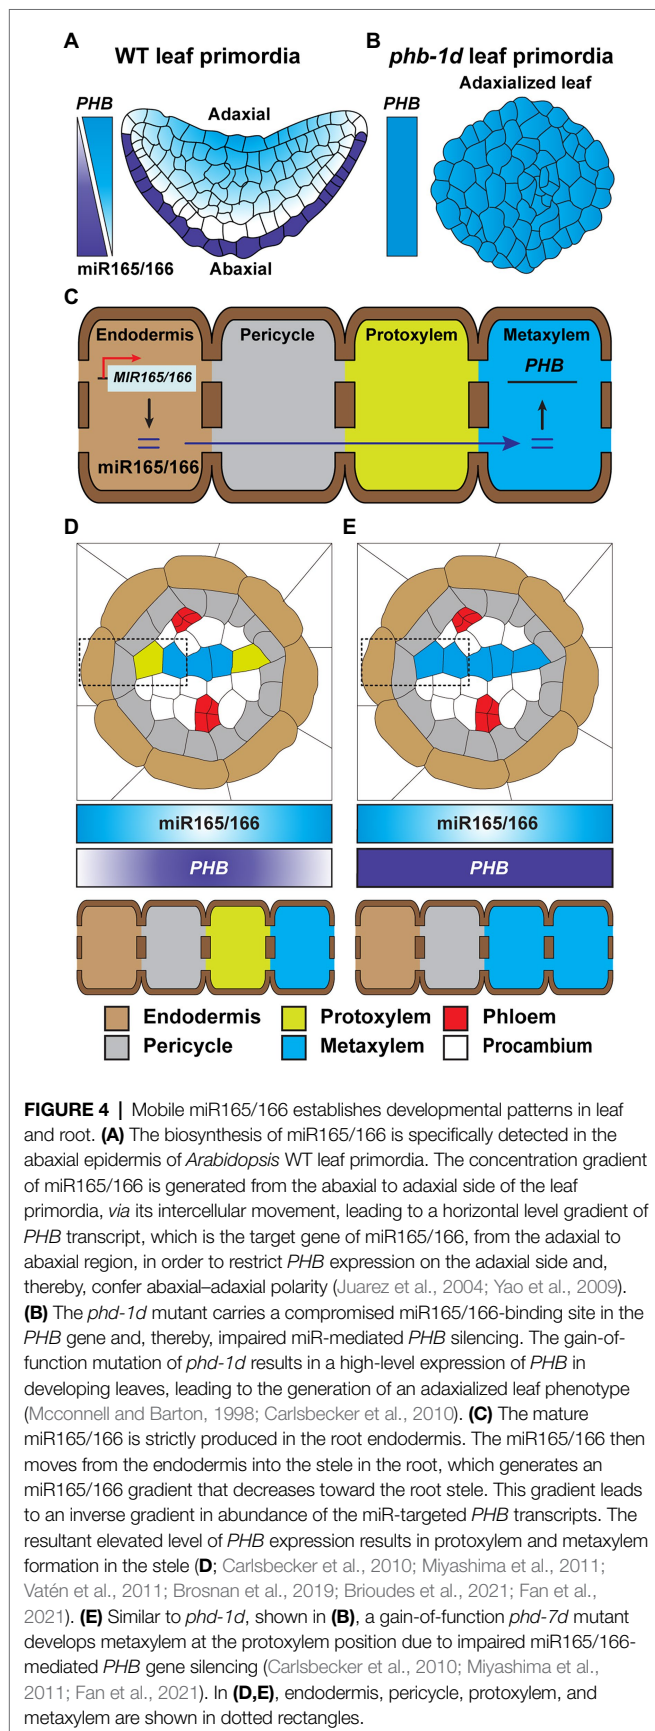 A
WT leaf primordia
B
phb-1d leaf primordia
PHB
Adaxial
miR165/166
Abaxial
PHB
Adaxialized leaf
C
Endodermis
Pericycle
Protoxylem
Metaxylem
MIR165/166
PHB
miR165/166
D
E
miR165/166
miR165/166
PHB
PHB
Endodermis
Protoxylem
Phloem
Pericycle
Metaxylem
Procambium
FIGURE 4 | Mobile miR165/166 establishes developmental patterns in leaf
and root. (A) The biosynthesis of miR165/166 is specifically detected in the
abaxial epidermis of Arabidopsis WT leaf primordia. The concentration gradient
of miR165/166 is generated from the abaxial to adaxial side of the leaf
primordia, via its intercellular movement, leading to a horizontal level gradient of
PHB transcript, which is the target gene of miR165/166, from the adaxial to
abaxial region, in order to restrict PHB expression on the adaxial side and,
thereby, confer abaxial–adaxial polarity (Juarez et al., 2004; Yao et al., 2009).
(B) The phd-1d mutant carries a compromised miR165/166-binding site in the
PHB gene and, thereby, impaired miR-mediated PHB silencing. The gain-of-
function mutation of phd-1d results in a high-level expression of PHB in
developing leaves, leading to the generation of an adaxialized leaf phenotype
(Mcconnell and Barton, 1998; Carlsbecker et al., 2010). (C) The mature
miR165/166 is strictly produced in the root endodermis. The miR165/166 then
moves from the endodermis into the stele in the root, which generates an
miR165/166 gradient that decreases toward the root stele. This gradient leads
to an inverse gradient in abundance of the miR-targeted PHB transcripts. The
resultant elevated level of PHB expression results in protoxylem and metaxylem
formation in the stele (D; Carlsbecker et al., 2010; Miyashima et al., 2011;
Vatén et al., 2011; Brosnan et al., 2019; Brioudes et al., 2021; Fan et al.,
2021). (E) Similar to phd-1d, shown in (B), a gain-of-function phd-7d mutant
develops metaxylem at the protoxylem position due to impaired miR165/166-
mediated PHB gene silencing (Carlsbecker et al., 2010; Miyashima et al.,
2011; Fan et al., 2021). In (D,E), endodermis, pericycle, protoxylem, and
metaxylem are shown in dotted rectangles.